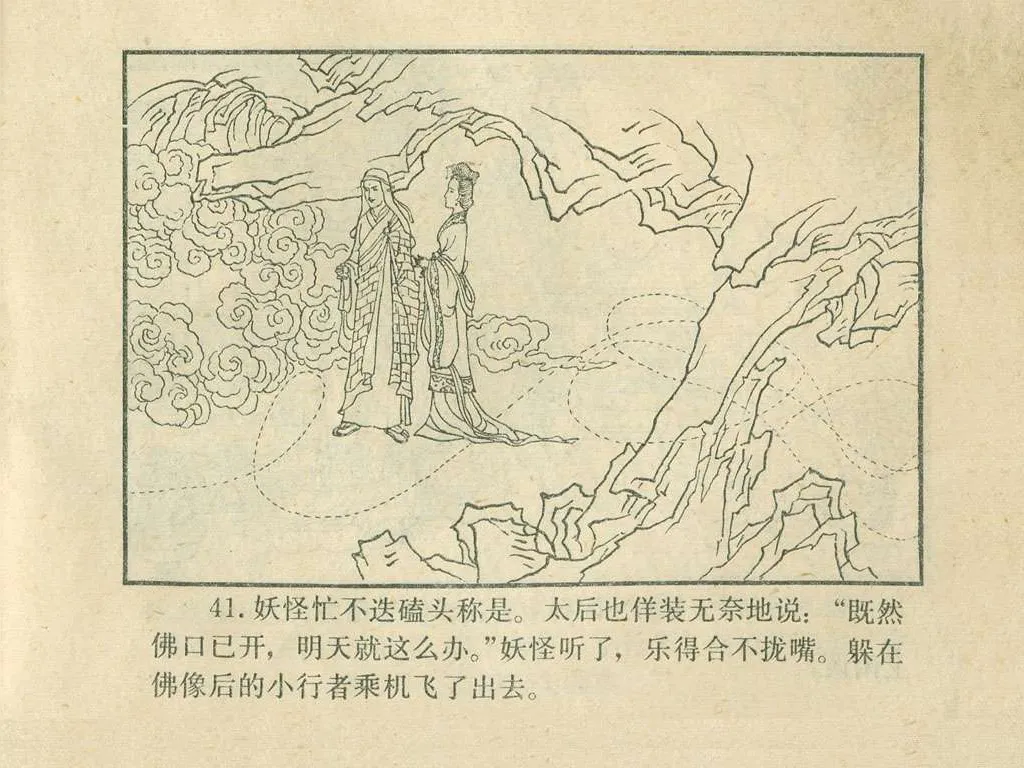 41. 妖怪忙不迭磕头称是。太后也佯装无奈地说：“既然
佛口已开，明天就这么办。”妖怪听了，乐得合不拢嘴。躲在
佛像后的小行者乘机飞了出去。